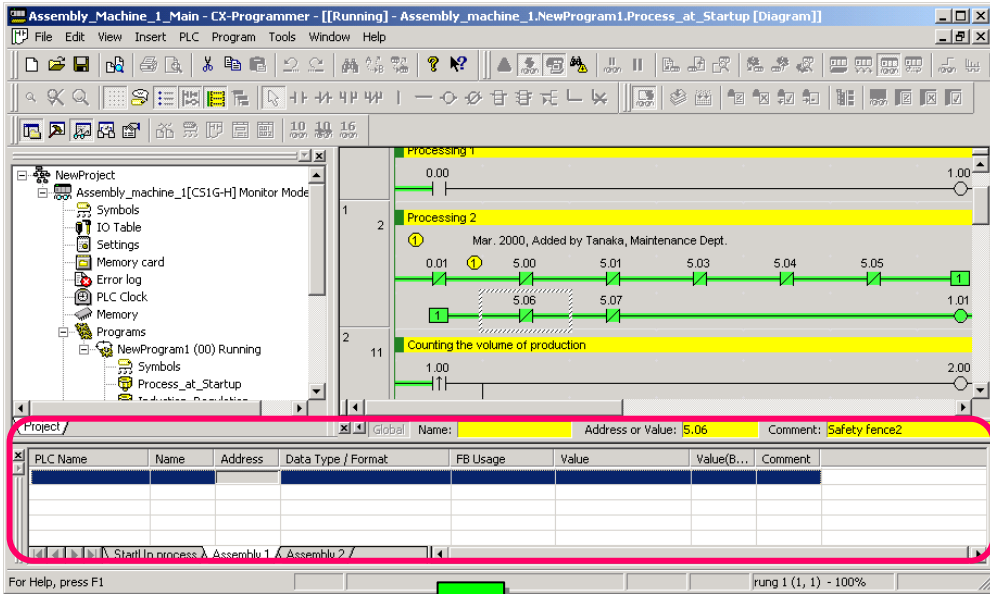 Assembly_Machine_1_Main - CX-Programmer - [[Running] - Assembly_machine_1.NewProgram1.Process_at_Startup [Diagram]]
File Edit View Insert PLC Program Tools Window Help
10 10 16
NewProject
Assembly_machine_1[CS1G-H] Monitor Mode
Symbols
IO Table
Settings
Memory card
Error log
PLC Clock
Memory
Programs
NewProgram1 (00) Running
Symbols
Process_at_Startup
Project
Processing 1
0.00 1.00
1
2
Processing 2
1 Mar. 2000, Added by Tanaka, Maintenance Dept.
0.01 1 5.00 5.01 5.03 5.04 5.05
1
5.06 5.07 1.01
1
2
11
Counting the volume of production
1.00 2.00
Global Name: Address or Value: 5.06 Comment: Safety fence2
PLC Name Name Address Data Type / Format FB Usage Value Value(B... Comment
StartUp process Assembly 1 Assembly 2
For Help, press F1 rung 1 (1, 1) - 100%